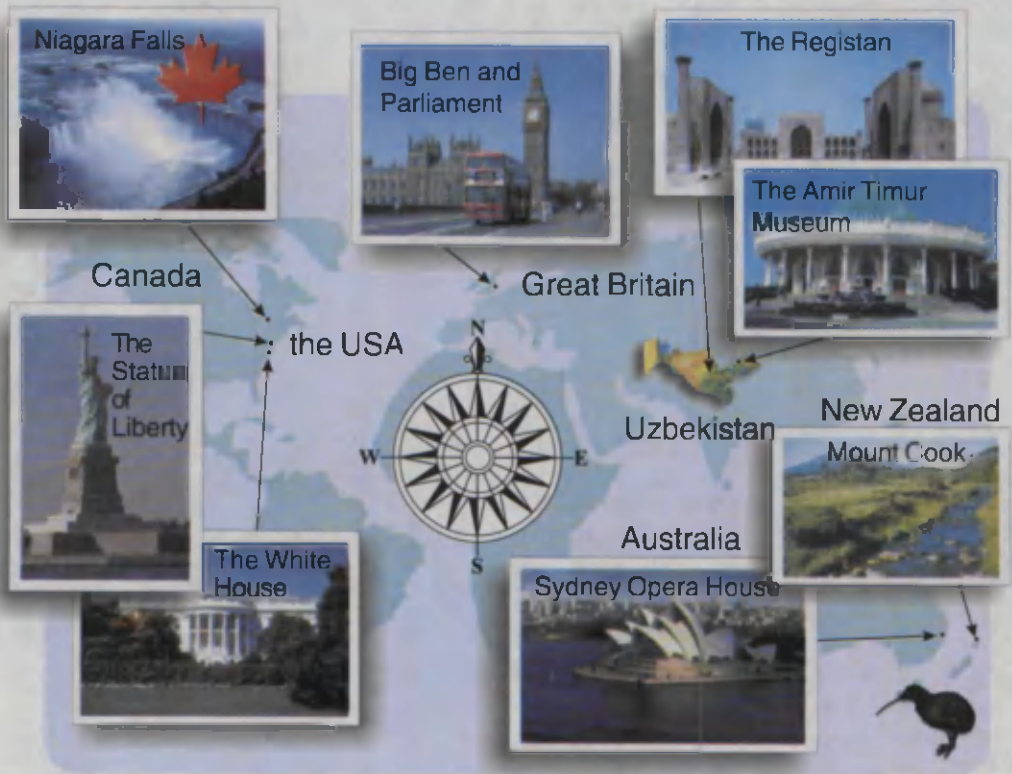 Niagara Falls
Big Ben and
Parliament
The Registan
The Amir Timur
Museum
Canada
Great Britain
The
Statue
of
Liberty
the USA
N
W
E
S
Uzbekistan
New Zealand
Mount Cook
The White
House
Australia
Sydney Opera House